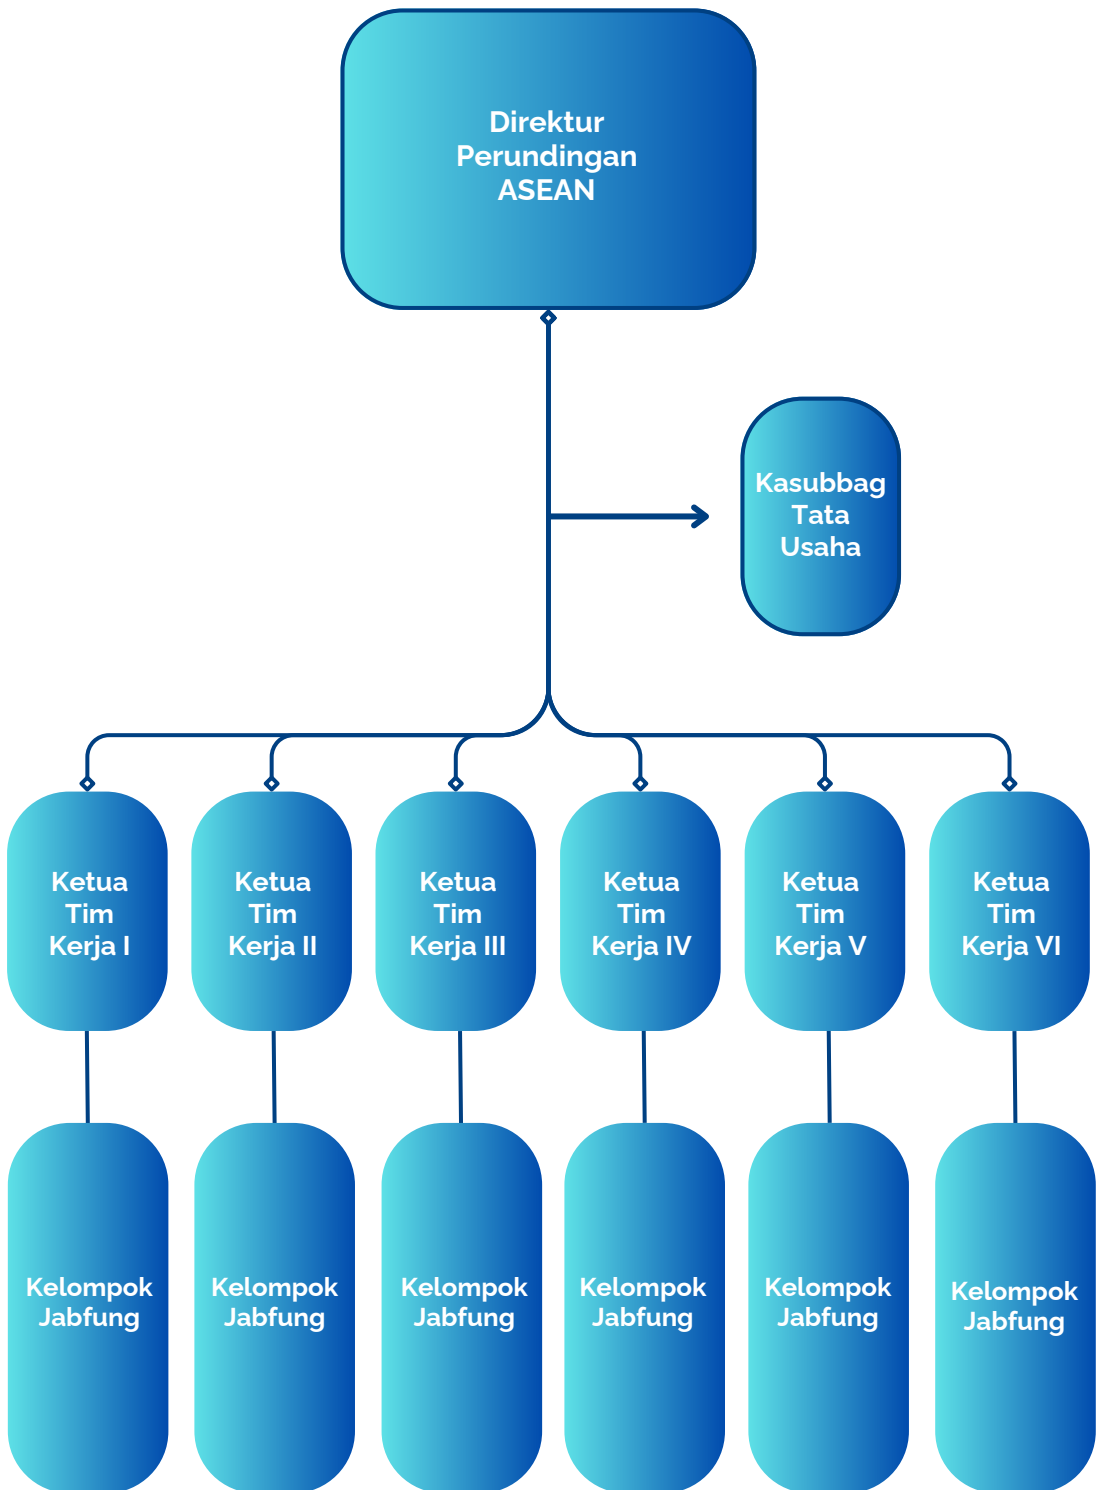 Direktur
Perundingan
ASEAN
Kasubbag
Tata
Usaha
Ketua
Tim
Kerja I
Ketua
Tim
Kerja II
Ketua
Tim
Kerja III
Ketua
Tim
Kerja IV
Ketua
Tim
Kerja V
Ketua
Tim
Kerja VI
Kelompok
Jabfung
Kelompok
Jabfung
Kelompok
Jabfung
Kelompok
Jabfung
Kelompok
Jabfung
Kelompok
Jabfung